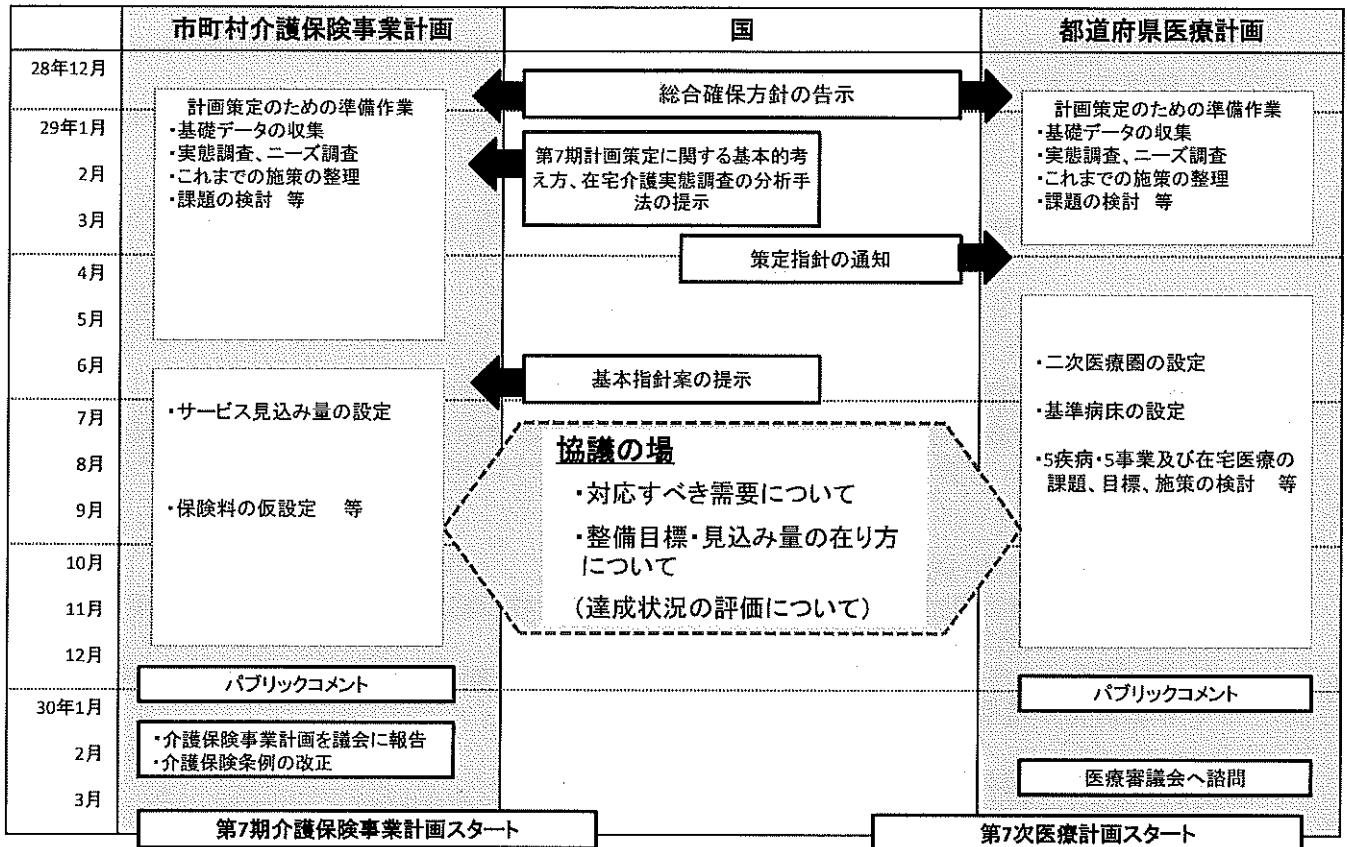 市町村介護保険事業計画
国
都道府県医療計画
28年12月
29年1月
2月
3月
4月
5月
6月
7月
8月
9月
10月
11月
12月
30年1月
2月
3月
計画策定のための準備作業
・基礎データの収集
・実態調査、ニーズ調査
・これまでの施策の整理
・課題の検討 等
・サービス見込み量の設定
・保険料の仮設定 等
パブリックコメント
・介護保険事業計画を議会に報告
・介護保険条例の改正
第7期介護保険事業計画スタート
総合確保方針の告示
第7期計画策定に関する基本的考
え方、在宅介護実態調査の分析手
法の提示
策定指針の通知
基本指針案の提示
協議の場
・対応すべき需要について
・整備目標・見込み量の在り方
について
(達成状況の評価について)
計画策定のための準備作業
・基礎データの収集
・実態調査、ニーズ調査
・これまでの施策の整理
・課題の検討 等
・二次医療圏の設定
・基準病床の設定
・5疾病・5事業及び在宅医療の
課題、目標、施策の検討 等
パブリックコメント
医療審議会へ諮問
第7次医療計画スタート